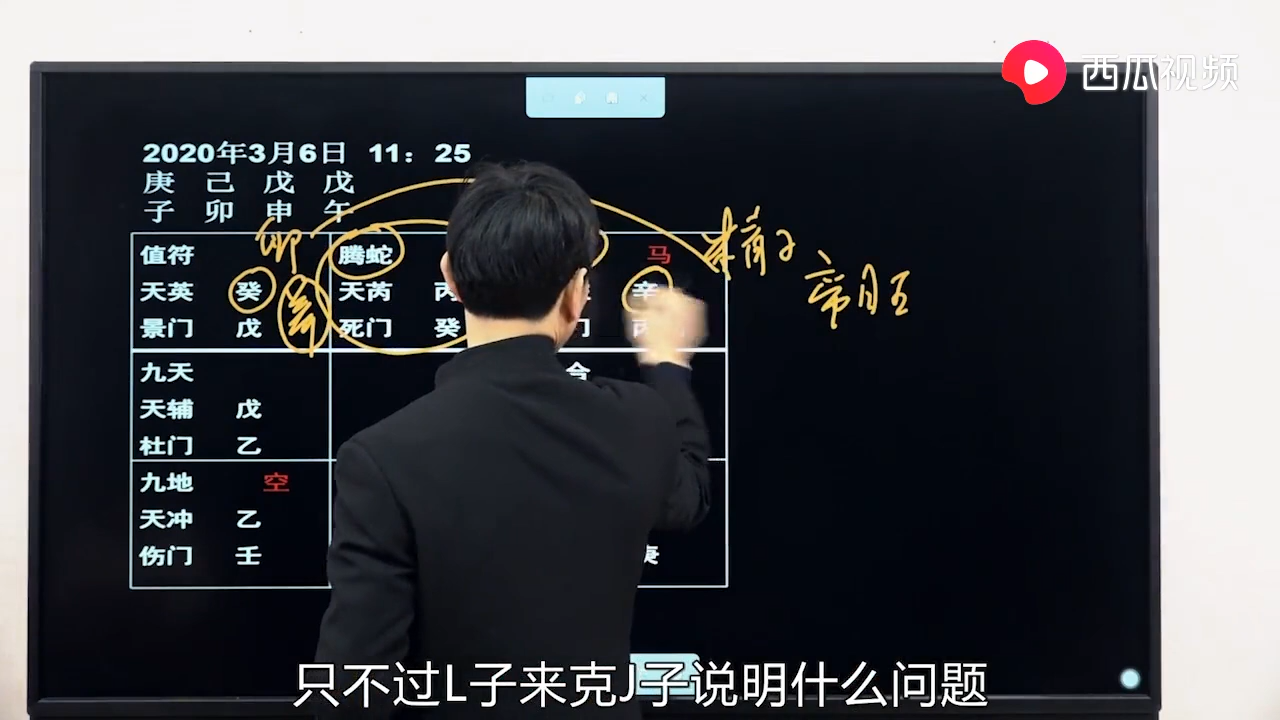 西瓜视频
2020年3月6日 11：25
庚 己 戊 戊
子 卯 申 午
值符
腾蛇
马
天英 癸
天芮
辛
景门 戊
死门 癸
门
帝旺
九天
合
天辅 戊
杜门 乙
九地 空
天冲 乙
伤门 壬
庚
只不过L子来克J子说明什么问题